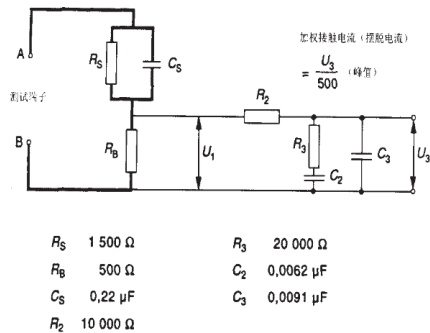 加权接触电流（摆脱电流）
= U3/500 （峰值）
A
RS
CS
测试端子
R2
B
RB
U1
R3
C2
C3
U3
RS 1 500 Ω
RB 500 Ω
CS 0,22 μF
R2 10 000 Ω
R3 20 000 Ω
C2 0,0062 μF
C3 0,0091 μF